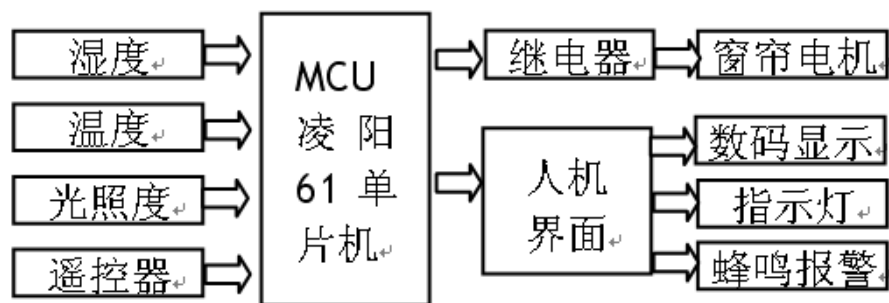 湿度
温度
光照度
遥控器
MCU
凌 阳
61 单
片机
继电器
窗帘电机
人机
界面
数码显示
指示灯
蜂鸣报警